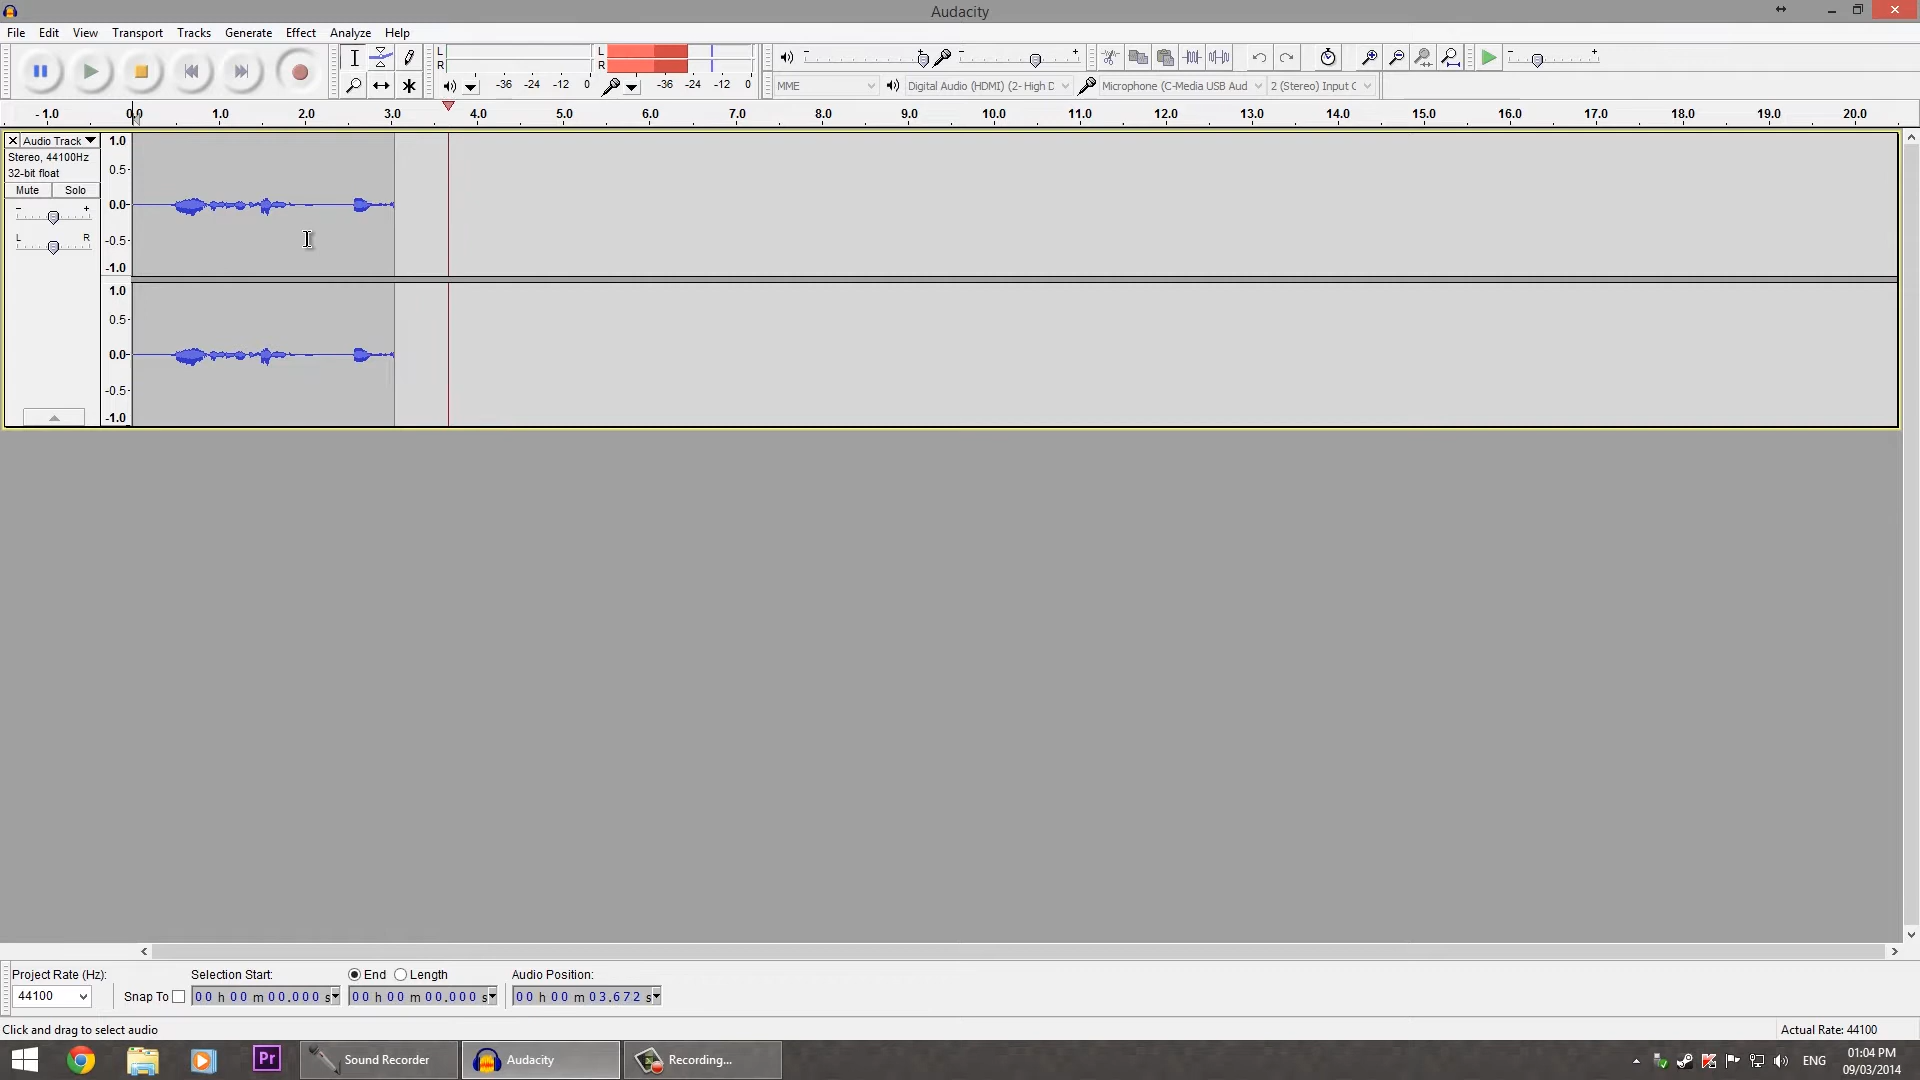 Audacity
File Edit View Transport Tracks Generate Effect Analyze Help
L
R
L
R
-36 -24 -12 0
-36 -24 -12 0
MME
Digital Audio (HDMI) (2- High D
Microphone (C-Media USB Aud
2 (Stereo) Input C
-1.0 0.0 1.0 2.0 3.0 4.0 5.0 6.0 7.0 8.0 9.0 10.0 11.0 12.0 13.0 14.0 15.0 16.0 17.0 18.0 19.0 20.0
Audio Track
Stereo, 44100Hz
32-bit float
Mute Solo
- +
L R
1.0
0.5-
0.0-
-0.5-
-1.0
1.0
0.5-
0.0-
-0.5-
-1.0
Project Rate (Hz): Selection Start: End Length Audio Position:
44100 Snap To 00 h 00 m 00.000 s 00 h 00 m 00.000 s 00 h 00 m 03.672 s
Click and drag to select audio
Actual Rate: 44100
Pr
Sound Recorder
Audacity
Recording...
ENG
01:04 PM
09/03/2014